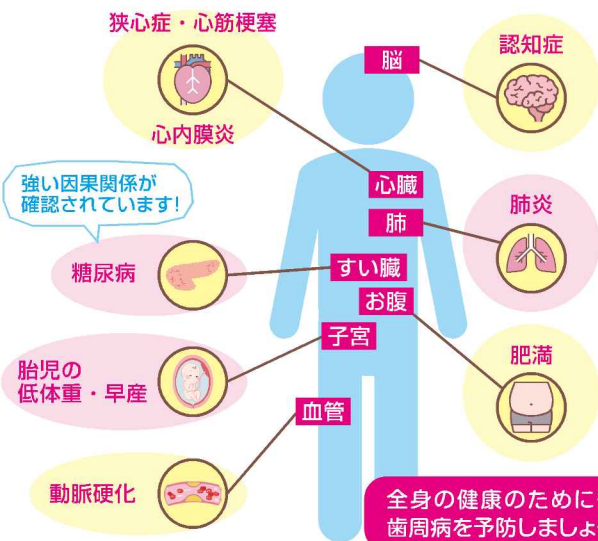 狭心症・心筋梗塞
心内膜炎
脳
認知症
強い因果関係が
確認されています!
心臓
肺
肺炎
糖尿病
すい臓
お腹
肥満
子宮
胎児の
低体重・早産
血管
動脈硬化
全身の健康のために
歯周病を予防しましょ